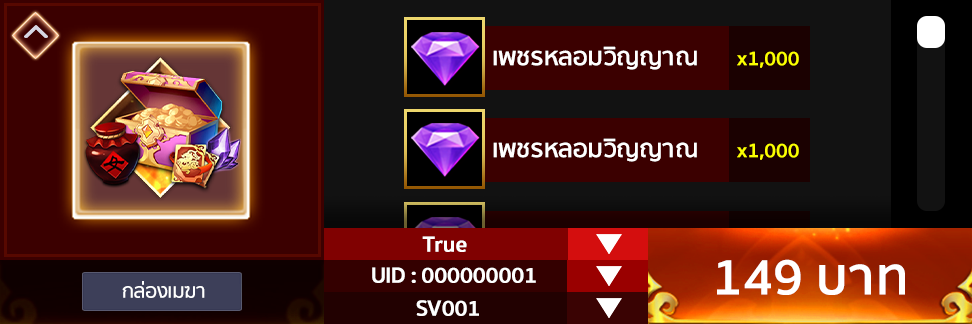 เพชรหลอมวิญญาณ x1,000
เพชรหลอมวิญญาณ x1,000
กล่องเมฆา
True
UID : 000000001
SV001
149 บาท